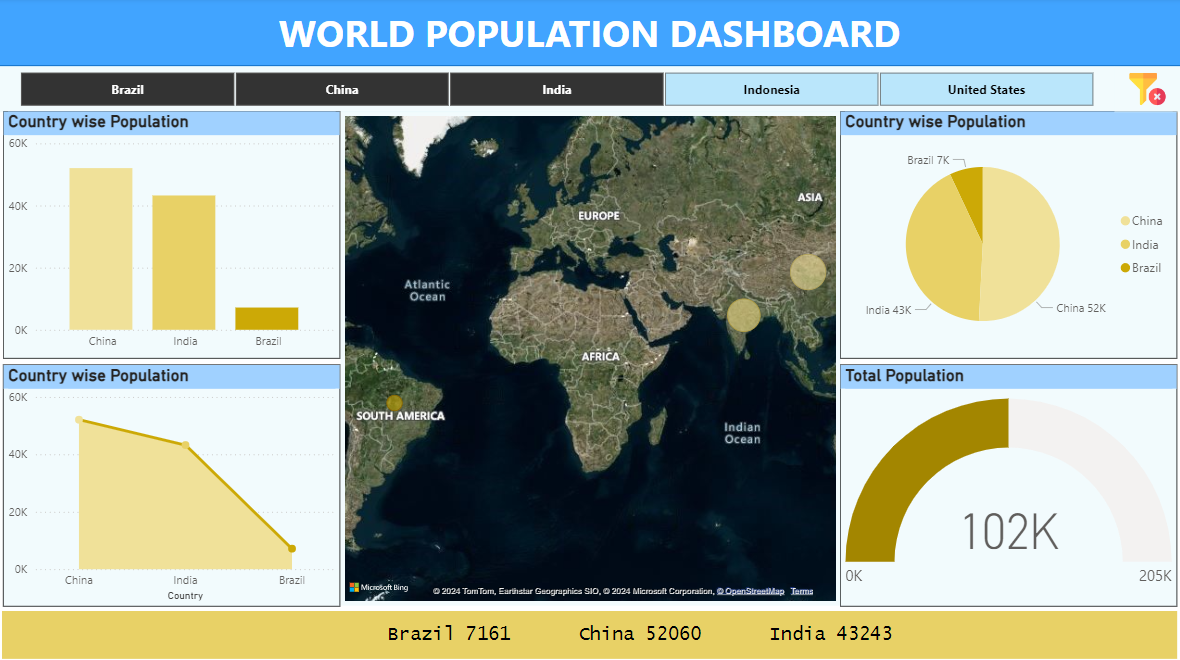 WORLD POPULATION DASHBOARD
Brazil China India Indonesia United States
Country wise Population
60K
40K
20K
0K
China India Brazil
ASIA
EUROPE
Atlantic
Ocean
AFRICA
SOUTH AMERICA
Indian
Ocean
Microsoft Bing
© 2024 TomTom, Earthstar Geographics SIO, © 2024 Microsoft Corporation, © OpenStreetMap Terms
Country wise Population
Brazil 7K
India 43K
China 52K
China
India
Brazil
Country wise Population
60K
40K
20K
0K
China India Brazil
Country
Total Population
102K
0K 205K
Brazil 7161 China 52060 India 43243